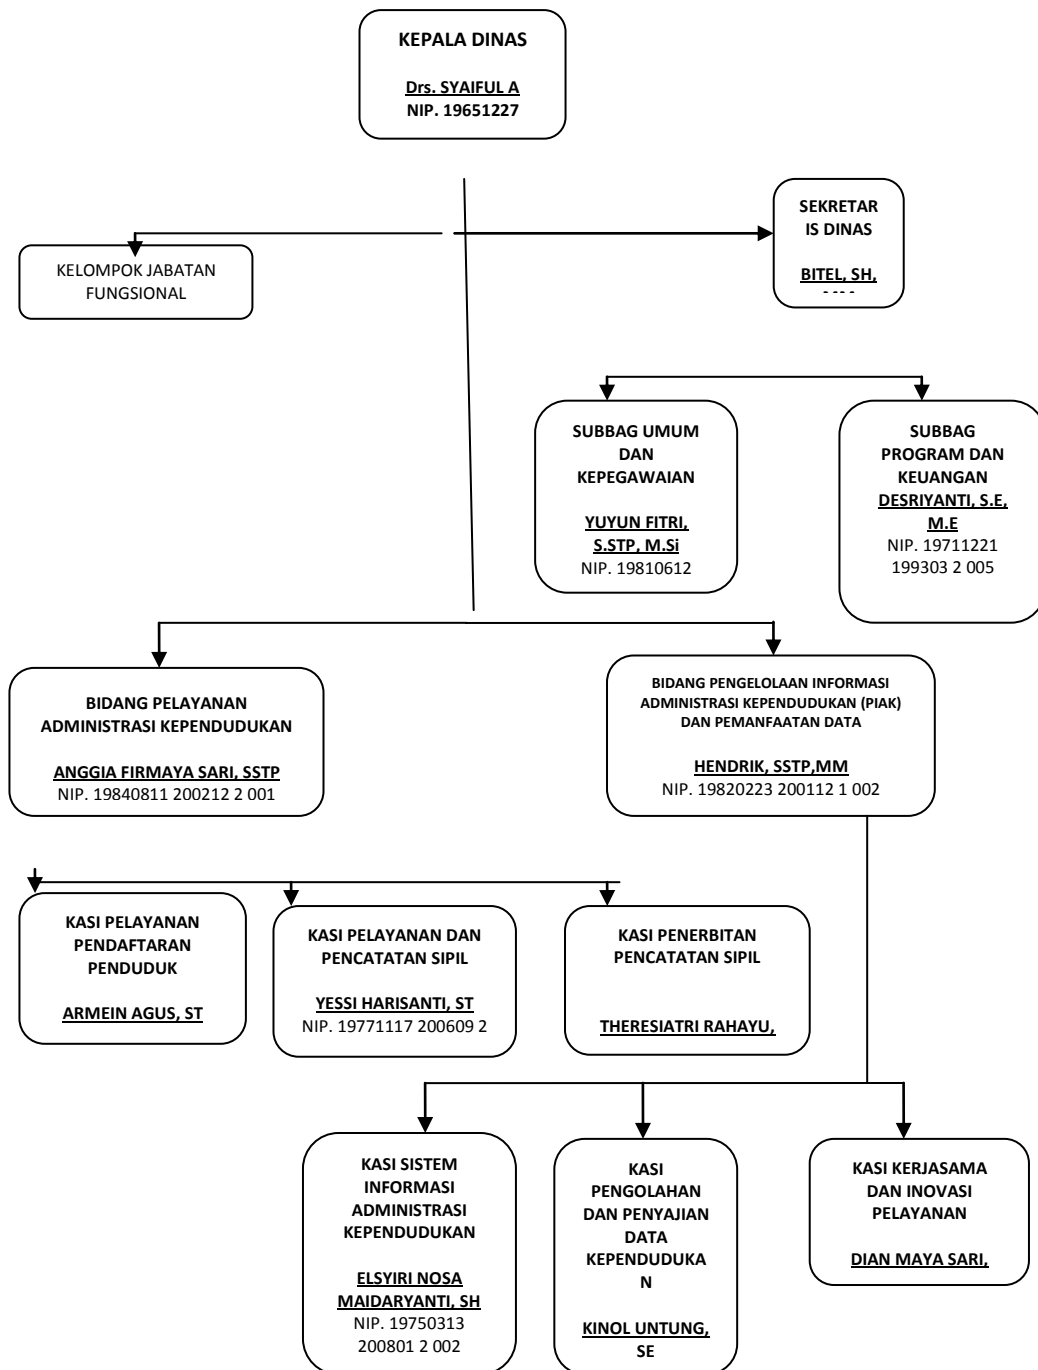 KEPALA DINAS
Drs. SYAIFUL A
NIP. 19651227
SEKRETAR
IS DINAS
BITEL, SH,
KELOMPOK JABATAN
FUNGSIONAL
SUBBAG UMUM
DAN
KEPEGAWAIAN
YUYUN FITRI,
S.STP, M.Si
NIP. 19810612
SUBBAG
PROGRAM DAN
KEUANGAN
DESRIYANTI, S.E,
M.E
NIP. 19711221
199303 2 005
BIDANG PELAYANAN
ADMINISTRASI KEPENDUDUKAN
ANGGIA FIRMAYA SARI, SSTP
NIP. 19840811 200212 2 001
BIDANG PENGELOLAAN INFORMASI
ADMINISTRASI KEPENDUDUKAN (PIAK)
DAN PEMANFAATAN DATA
HENDRIK, SSTP,MM
NIP. 19820223 200112 1 002
KASI PELAYANAN
PENDAFTARAN
PENDUDUK
ARMEIN AGUS, ST
KASI PELAYANAN DAN
PENCATATAN SIPIL
YESSI HARISANTI, ST
NIP. 19771117 200609 2
KASI PENERBITAN
PENCATATAN SIPIL
THERESIATRI RAHAYU,
KASI SISTEM
INFORMASI
ADMINISTRASI
KEPENDUDUKAN
ELSYIRI NOSA
MAIDARYANTI, SH
NIP. 19750313
200801 2 002
KASI
PENGOLAHAN
DAN PENYAJIAN
DATA
KEPENDUDUKA
N
KINOL UNTUNG,
SE
KASI KERJASAMA
DAN INOVASI
PELAYANAN
DIAN MAYA SARI,